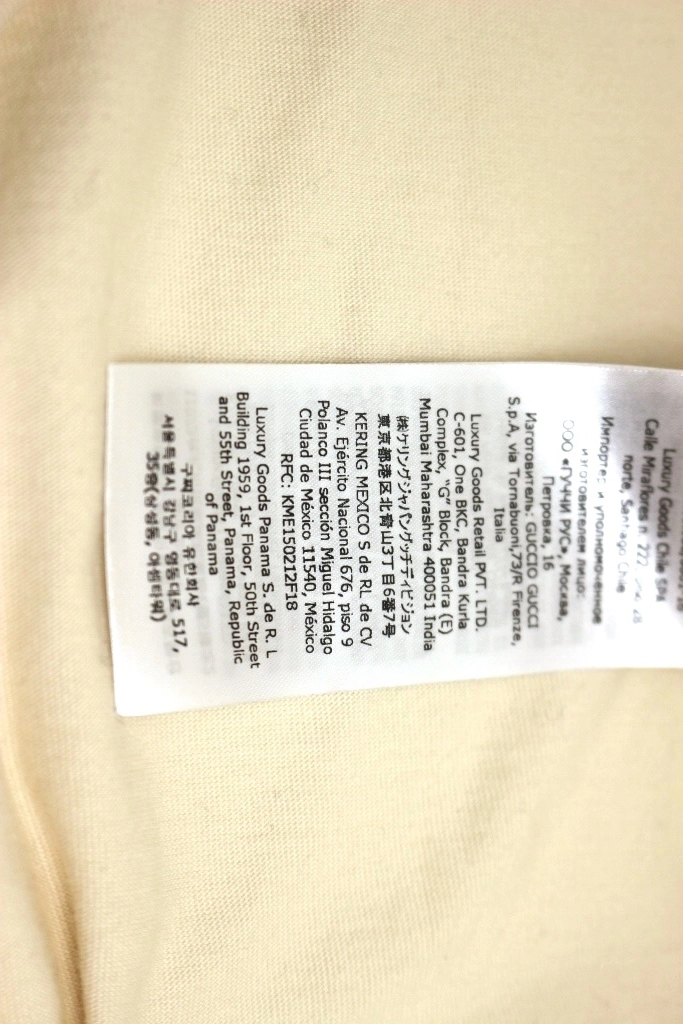 Luxury Goods Chile SPA
Calle Miraflores n. 222,
norte, Santiago Chile
Импортер и уполномоченное
изготовителем лицо:
ООО «ГУЧЧИ РУС», Москва,
Петровка, 16
Изготовитель: GUCCIO GUCCI
S.p.A, via Tornabuoni,73/R Firenze,
Italia
Luxury Goods Retail PVT. LTD.
C-601, One BKC, Bandra Kurla
Complex, "G" Block, Bandra (E)
Mumbai Maharashtra 400051 India
(株)ケリングジャパングッチディビジョン
東京都港区北青山3丁目6番7号
KERING MEXICO S de RL de CV
Av. Ejército Nacional 676, piso 9
Polanco III sección Miguel Hidalgo
Ciudad de México 11540, México
RFC: KME150212F18
Luxury Goods Panama S. de R. L
Building 1959, 1st Floor, 50th Street
and 55th Street, Panama, Republic
of Panama
구찌코리아 유한회사
서울특별시 강남구 영동대로 517,
35층(삼성동, 아셈타워)